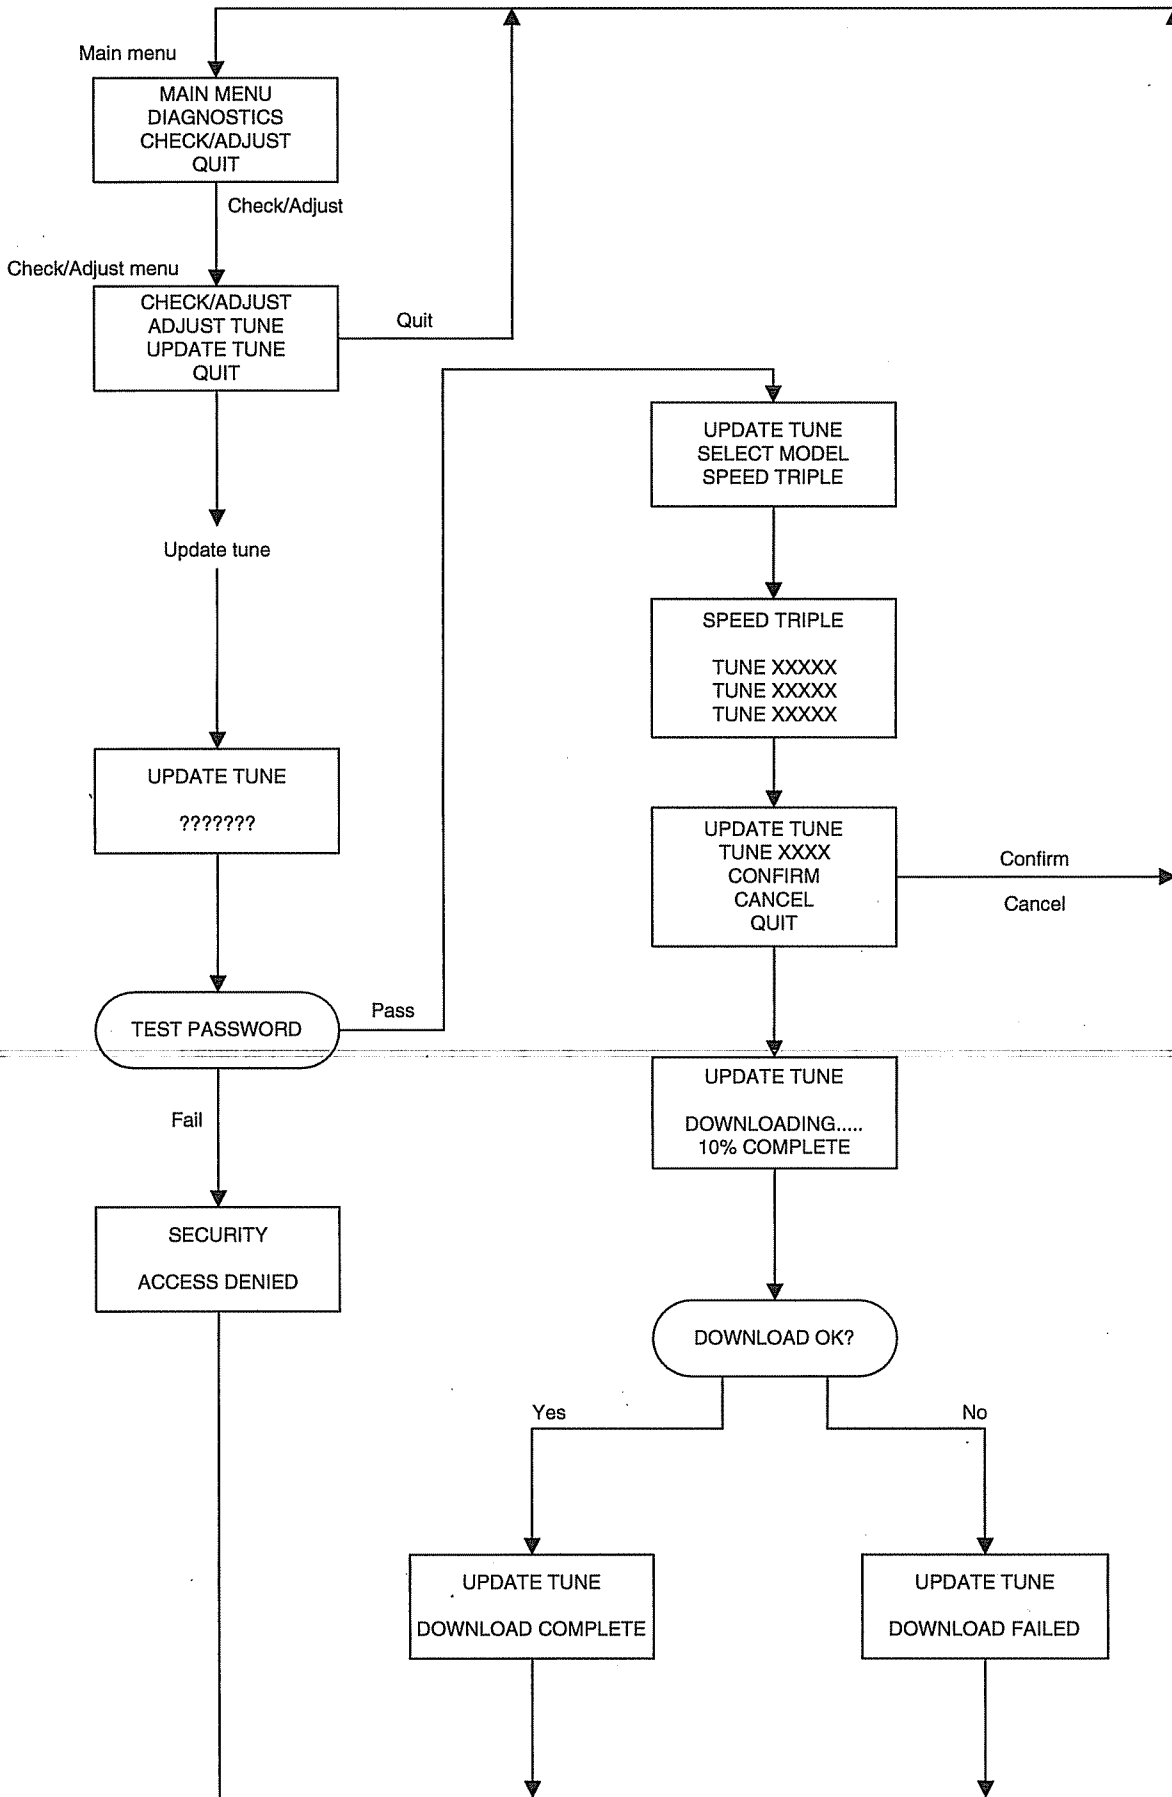 Main menu
MAIN MENU
DIAGNOSTICS
CHECK/ADJUST
QUIT
Check/Adjust
Check/Adjust menu
CHECK/ADJUST
ADJUST TUNE
UPDATE TUNE
QUIT
Quit
Update tune
UPDATE TUNE
???????
TEST PASSWORD
Pass
Fail
SECURITY
ACCESS DENIED
UPDATE TUNE
SELECT MODEL
SPEED TRIPLE
SPEED TRIPLE
TUNE XXXXX
TUNE XXXXX
TUNE XXXXX
UPDATE TUNE
TUNE XXXX
CONFIRM
CANCEL
QUIT
Confirm
Cancel
UPDATE TUNE
DOWNLOADING.....
10% COMPLETE
DOWNLOAD OK?
Yes
No
UPDATE TUNE
DOWNLOAD COMPLETE
UPDATE TUNE
DOWNLOAD FAILED